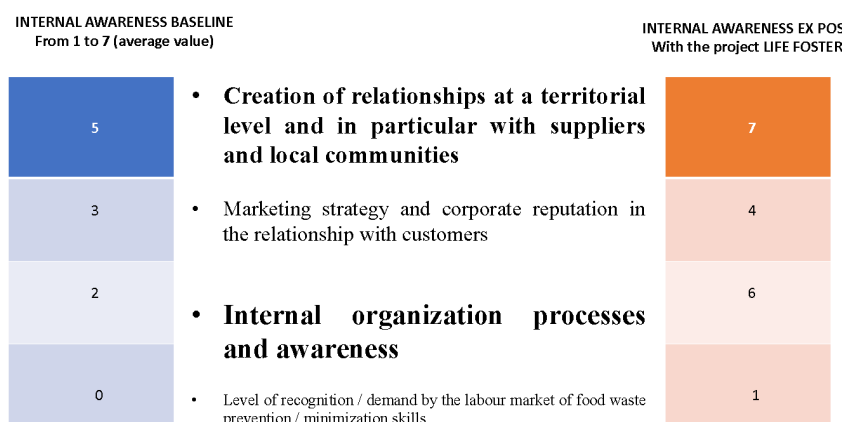 INTERNAL AWARENESS BASELINE
From 1 to 7 (average value)
INTERNAL AWARENESS EX POS
With the project LIFE FOSTER
5
• Creation of relationships at a territorial
level and in particular with suppliers
and local communities
7
3
• Marketing strategy and corporate reputation in
the relationship with customers
4
2
• Internal organization processes
and awareness
6
0
• Level of recognition / demand by the labour market of food waste
prevention / minimization skills
1